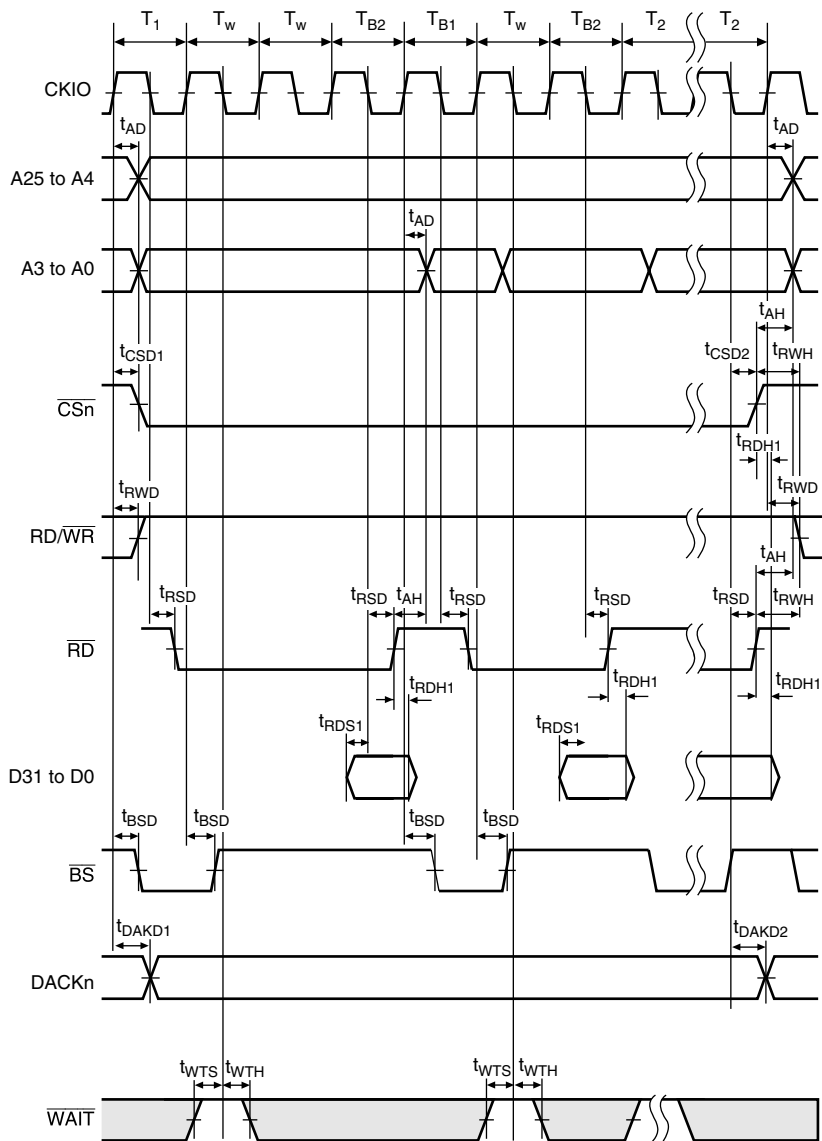 T1 Tw Tw TB2 TB1 Tw TB2 T2 T2
CKIO
tAD tAD
A25 to A4
tAD
A3 to A0
tAH
tCSD1 tCSD2 tRWH
CSn
tRDH1
tRWD tRWD
RD/WR
tAH
tRSD tRSD tAH tRSD tRSD tRSD tRWH
RD
tRDH1 tRDH1 tRDH1
tRDS1 tRDS1
D31 to D0
tBSD tBSD tBSD tBSD
BS
tDAKD1 tDAKD2
DACKn
tWTS tWTH tWTS tWTH
WAIT